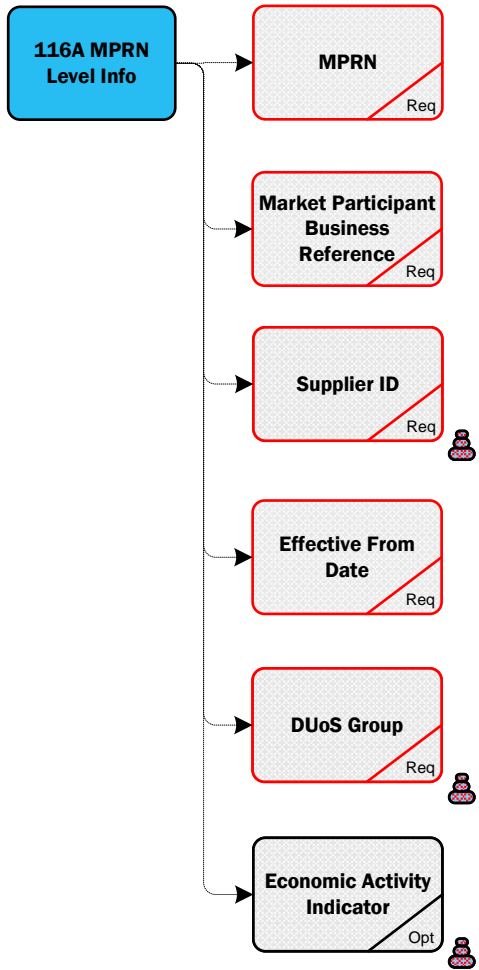 116A MPRN
Level Info
MPRN
Req
Market Participant
Business
Reference
Req
Supplier ID
Req
Effective From
Date
Req
DUoS Group
Req
Economic Activity
Indicator
Opt